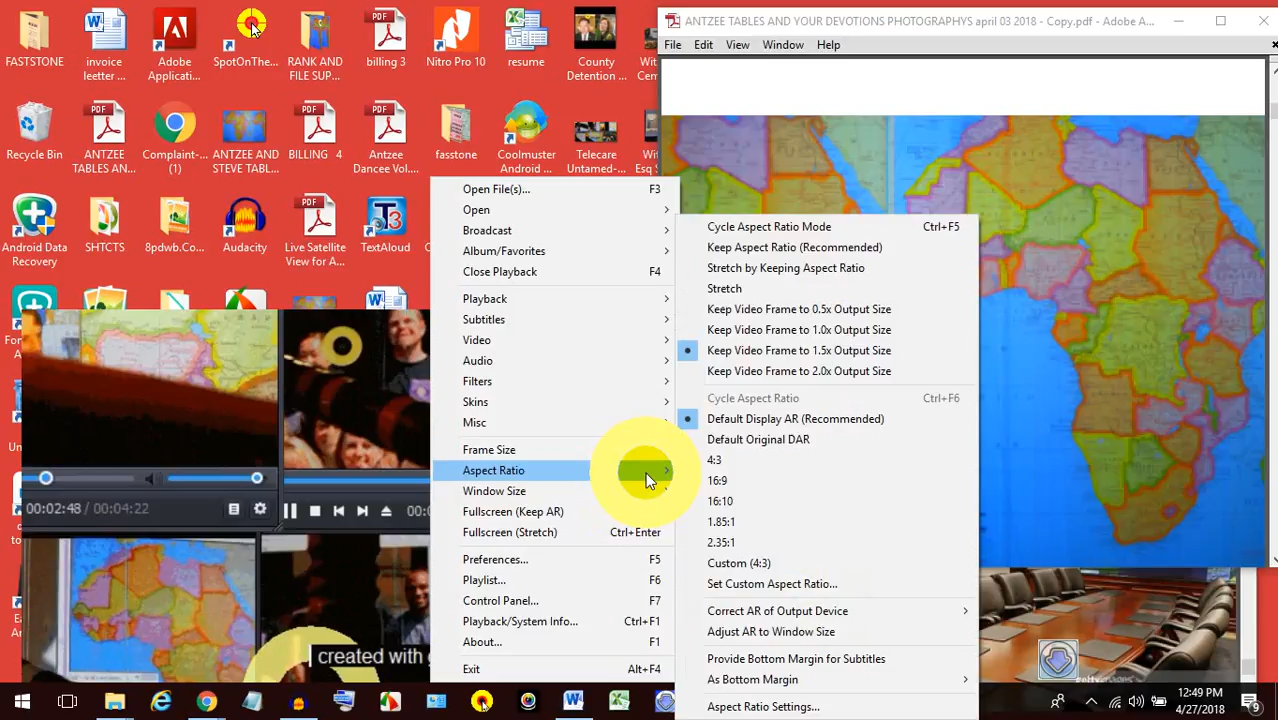 ANTZEE TABLES AND YOUR DEVOTIONS PHOTOGRAPHYS april 03 2018 - Copy.pdf - Adobe A...
File Edit View Window Help
FASTSTONE
invoice leetter ...
Adobe Applicati...
SpotOnThe...
RANK AND FILE SUP...
billing 3
Nitro Pro 10
resume
County Detention ...
Wit Cem
Recycle Bin
ANTZEE TABLES AN...
Complaint-... (1)
ANTZEE AND STEVE TABL...
BILLING 4
Antzee Dancee Vol....
fasstone
Coolmuster Android ...
Telecare Untamed-...
Wit Esq S
Android Data Recovery
SHTCTS
8pdwb.Co...
Audacity
Live Satellite View for A...
TextAloud
Open File(s)... F3
Open
Broadcast
Album/Favorites
Close Playback F4
Playback
Subtitles
Video
Audio
Filters
Skins
Misc
Frame Size
Aspect Ratio
Window Size
Fullscreen (Keep AR)
Fullscreen (Stretch) Ctrl+Enter
Preferences... F5
Playlist... F6
Control Panel... F7
Playback/System Info... Ctrl+F1
About... F1
Exit Alt+F4
Cycle Aspect Ratio Mode Ctrl+F5
Keep Aspect Ratio (Recommended)
Stretch by Keeping Aspect Ratio
Stretch
Keep Video Frame to 0.5x Output Size
Keep Video Frame to 1.0x Output Size
Keep Video Frame to 1.5x Output Size
Keep Video Frame to 2.0x Output Size
Cycle Aspect Ratio Ctrl+F6
Default Display AR (Recommended)
Default Original DAR
4:3
16:9
16:10
1.85:1
2.35:1
Custom (4:3)
Set Custom Aspect Ratio...
Correct AR of Output Device
Adjust AR to Window Size
Provide Bottom Margin for Subtitles
As Bottom Margin
Aspect Ratio Settings...
00:02:48 / 00:04:22
00:0
created with g
gettyimages
12:49 PM
4/27/2018
9